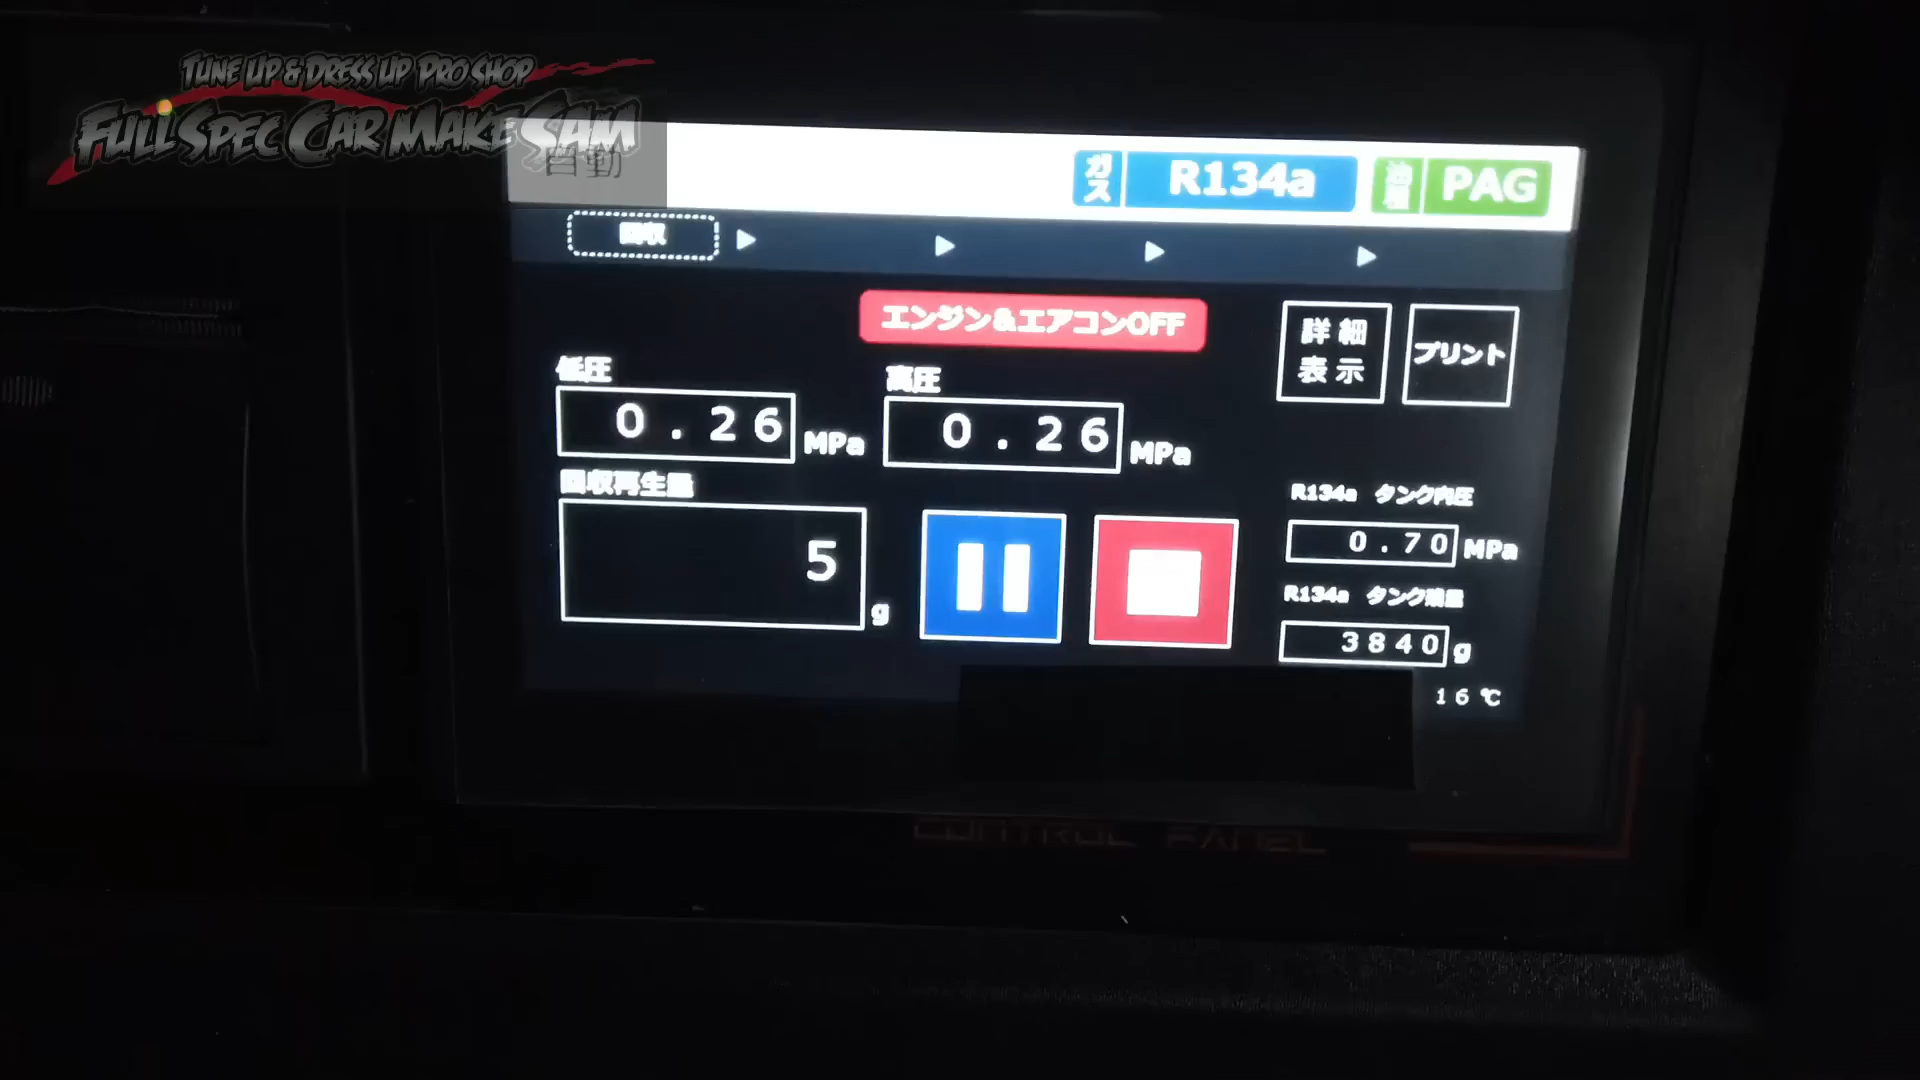 TUNE UP & DRESS UP PRO SHOP
FULL SPEC CAR MAKE SAM
自動
ガス R134a 油種 PAG
回収
エンジン&エアコンOFF
詳細表示
プリント
低圧
0.26 MPa
高圧
0.26 MPa
回収再生量
5 g
R134a タンク内圧
0.70 MPa
R134a タンク残量
3840 g
16℃
CONTROL PANEL